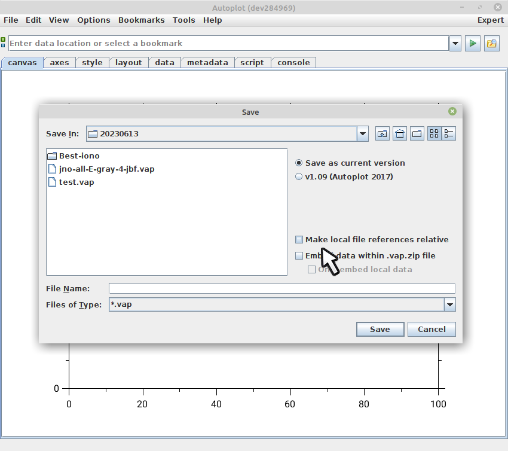 Autoplot (dev284969)
File Edit View Options Bookmarks Tools Help Expert
Enter data location or select a bookmark
canvas axes style layout data metadata script console
Save
Save In: 20230613
Best-iono
jno-all-E-gray-4-jbf.vap
test.vap
Save as current version
v1.09 (Autoplot 2017)
Make local file references relative
data within .vap.zip file
embed local data
File Name:
Files of Type: *.vap
Save Cancel
0
0 20 40 60 80 100